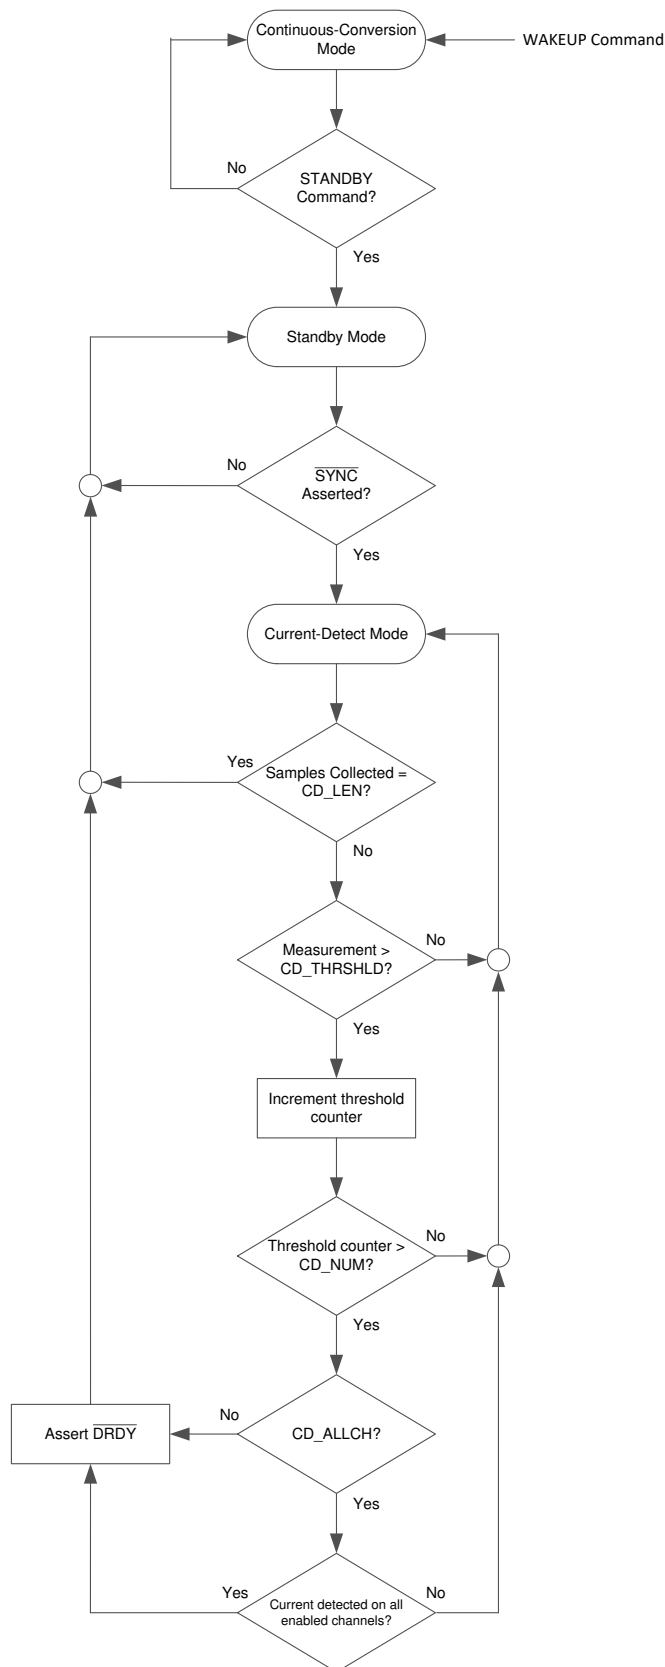 Continuous-Conversion
Mode
WAKEUP Command
No
STANDBY
Command?
Yes
Standby Mode
No
SYNC
Asserted?
Yes
Current-Detect Mode
Yes
Samples Collected =
CD_LEN?
No
Measurement >
CD_THRSHLD?
No
Yes
Increment threshold
counter
Threshold counter >
CD_NUM?
No
Yes
Assert DRDY
No
CD_ALLCH?
Yes
Yes
Current detected on all
enabled channels?
No